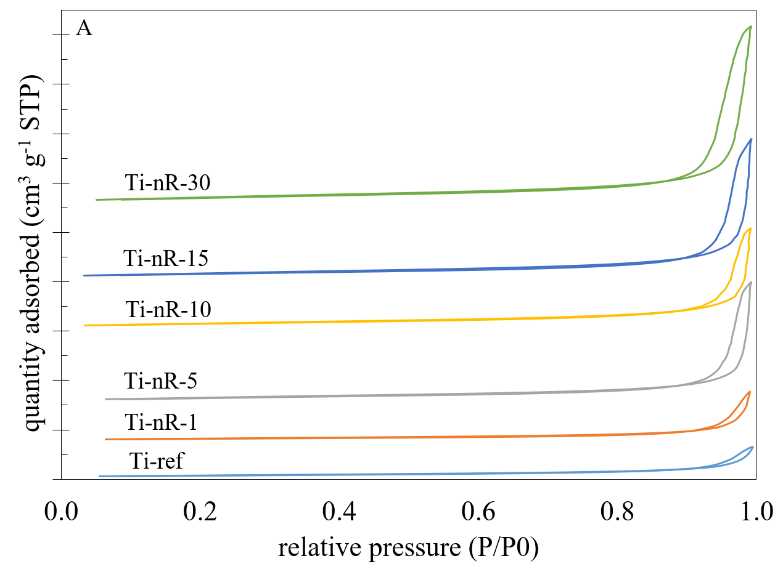 A
quantity adsorbed (cm³ g⁻¹ STP)
Ti-nR-30
Ti-nR-15
Ti-nR-10
Ti-nR-5
Ti-nR-1
Ti-ref
0.0 0.2 0.4 0.6 0.8 1.0
relative pressure (P/P0)